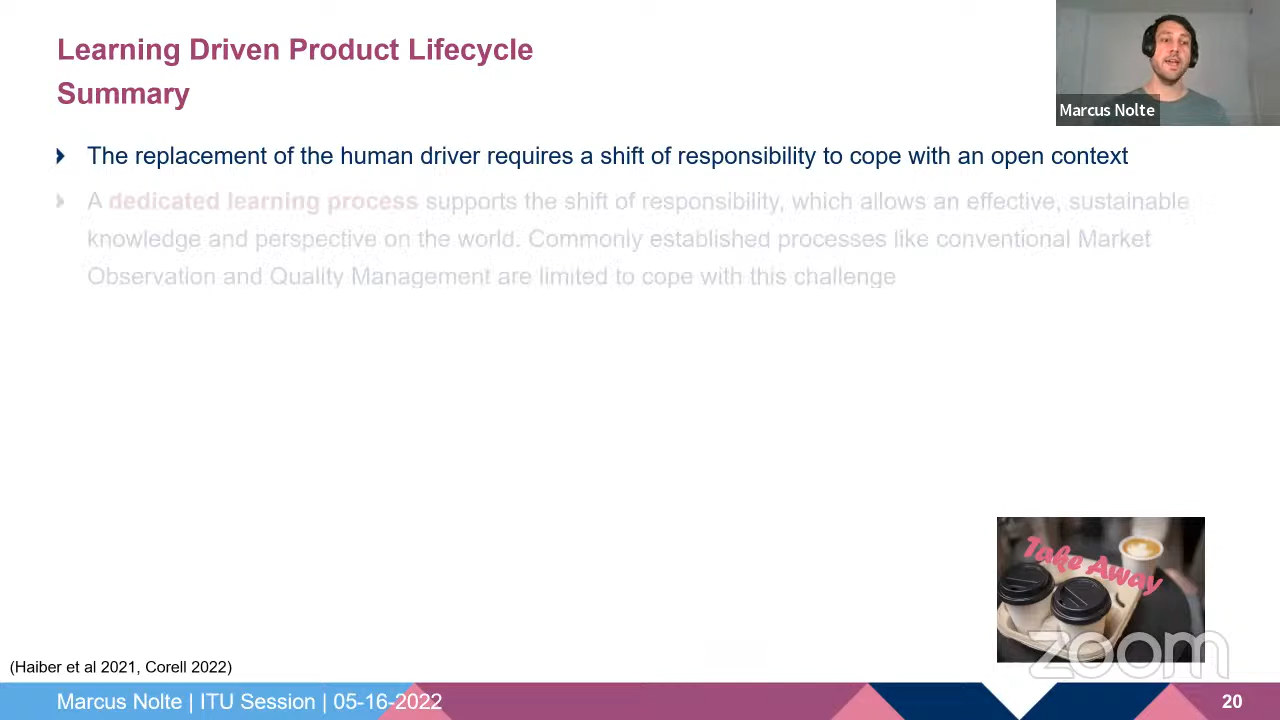 Learning Driven Product Lifecycle
Summary
Marcus Nolte
The replacement of the human driver requires a shift of responsibility to cope with an open context
A dedicated learning process supports the shift of responsibility, which allows an effective, sustainable
knowledge and perspective on the world. Commonly established processes like conventional Market
Observation and Quality Management are limited to cope with this challenge
Take Away
zoom
(Haiber et al 2021, Corell 2022)
Marcus Nolte | ITU Session | 05-16-2022
20